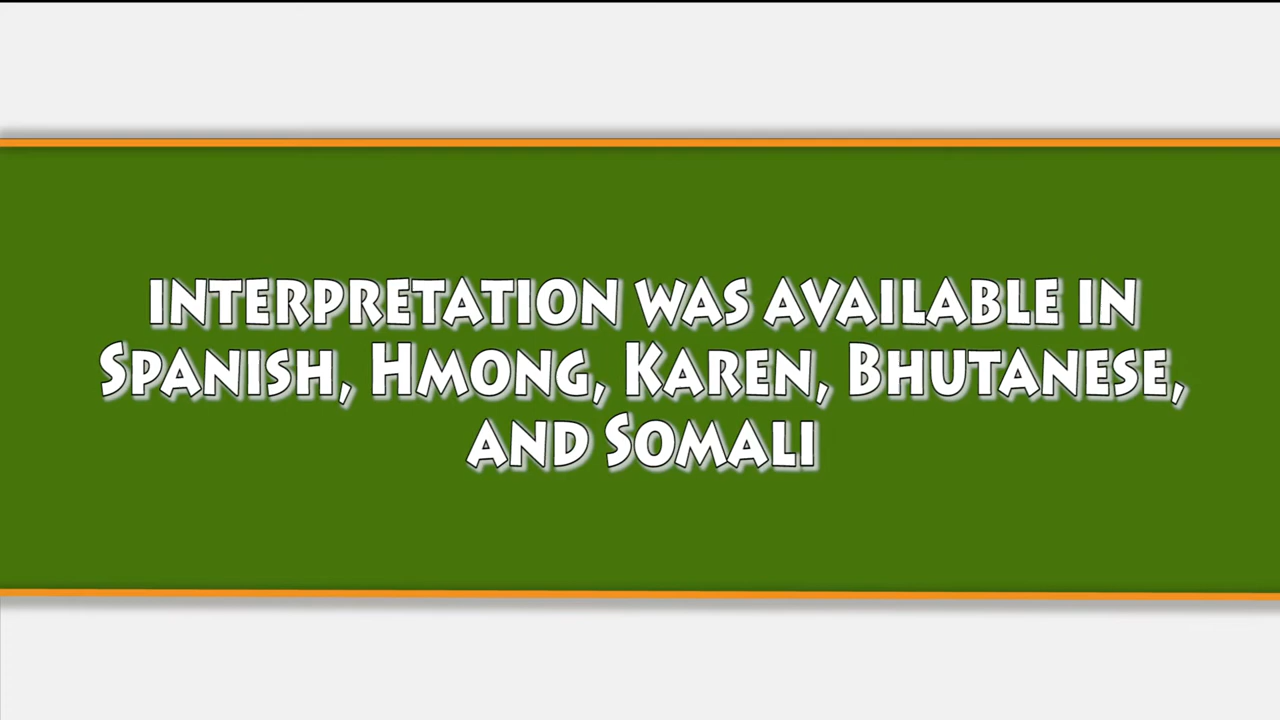 INTERPRETATION WAS AVAILABLE IN
SPANISH, HMONG, KAREN, BHUTANESE,
AND SOMALI